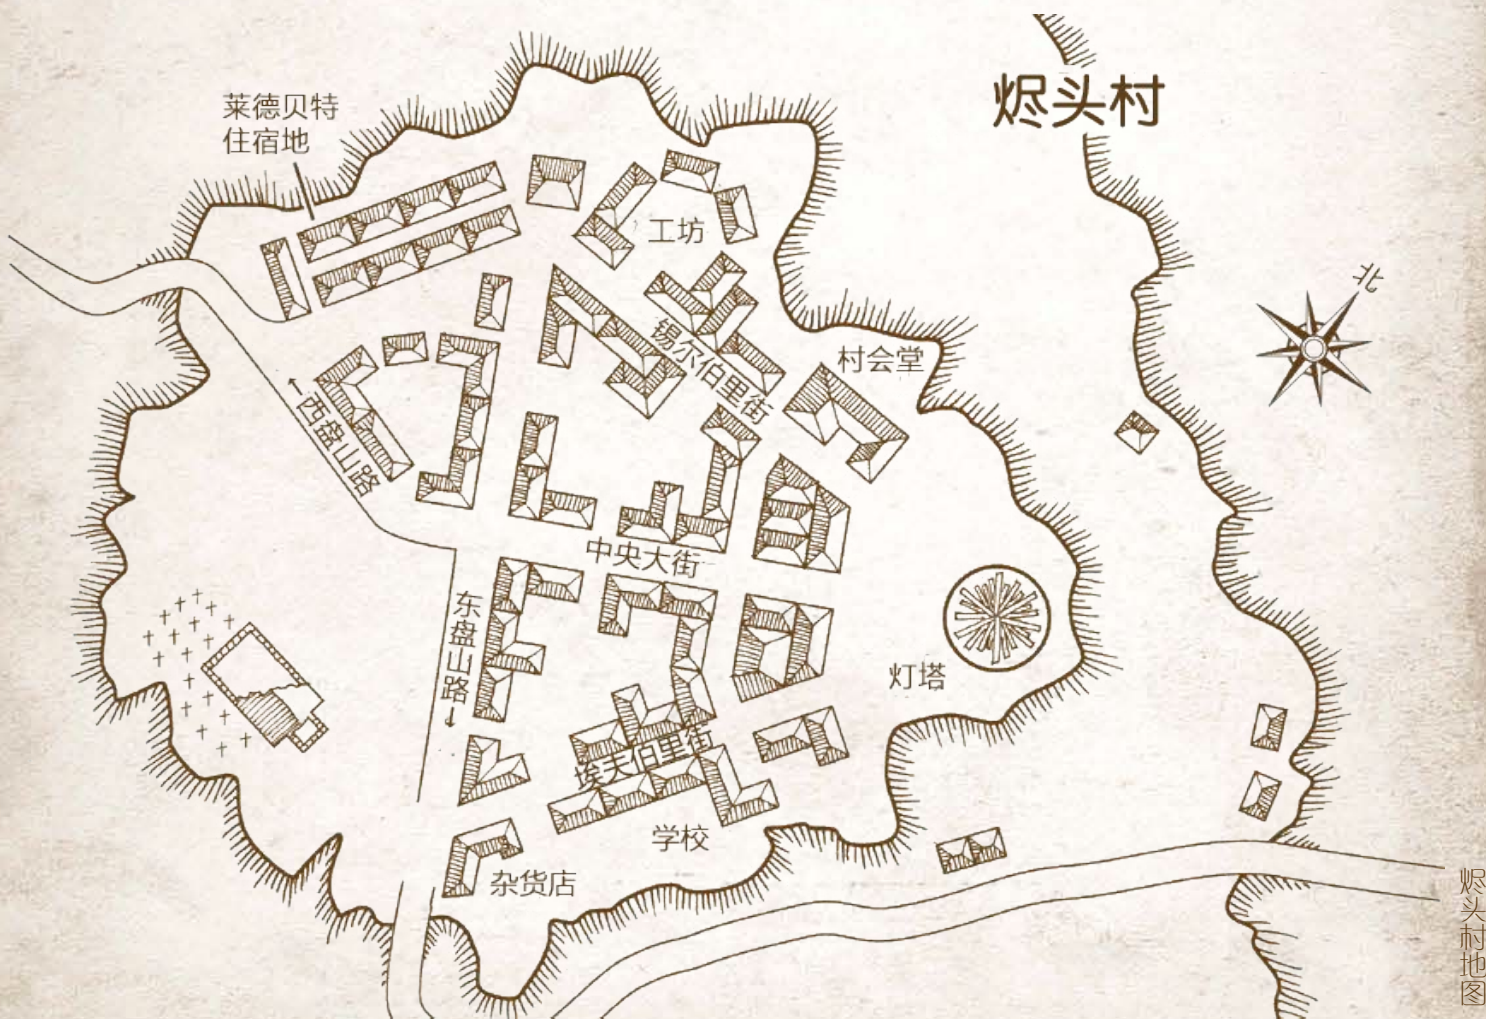 烬头村
莱德贝特
住宿地
工坊
北
锡尔伯里街
村会堂
←西盘山路
中央大街
东盘山路→
灯塔
埃夫伯里街
学校
杂货店
烬头村地图